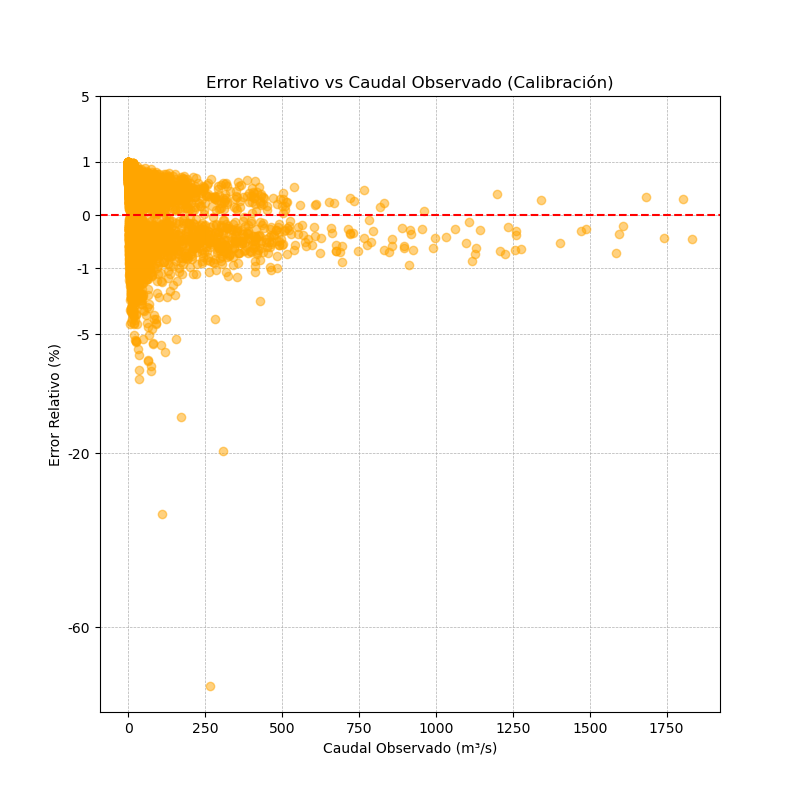 Error Relativo vs Caudal Observado (Calibración)
5
1
0
-1
-5
-20
-60
Error Relativo (%)
0 250 500 750 1000 1250 1500 1750
Caudal Observado (m³/s)